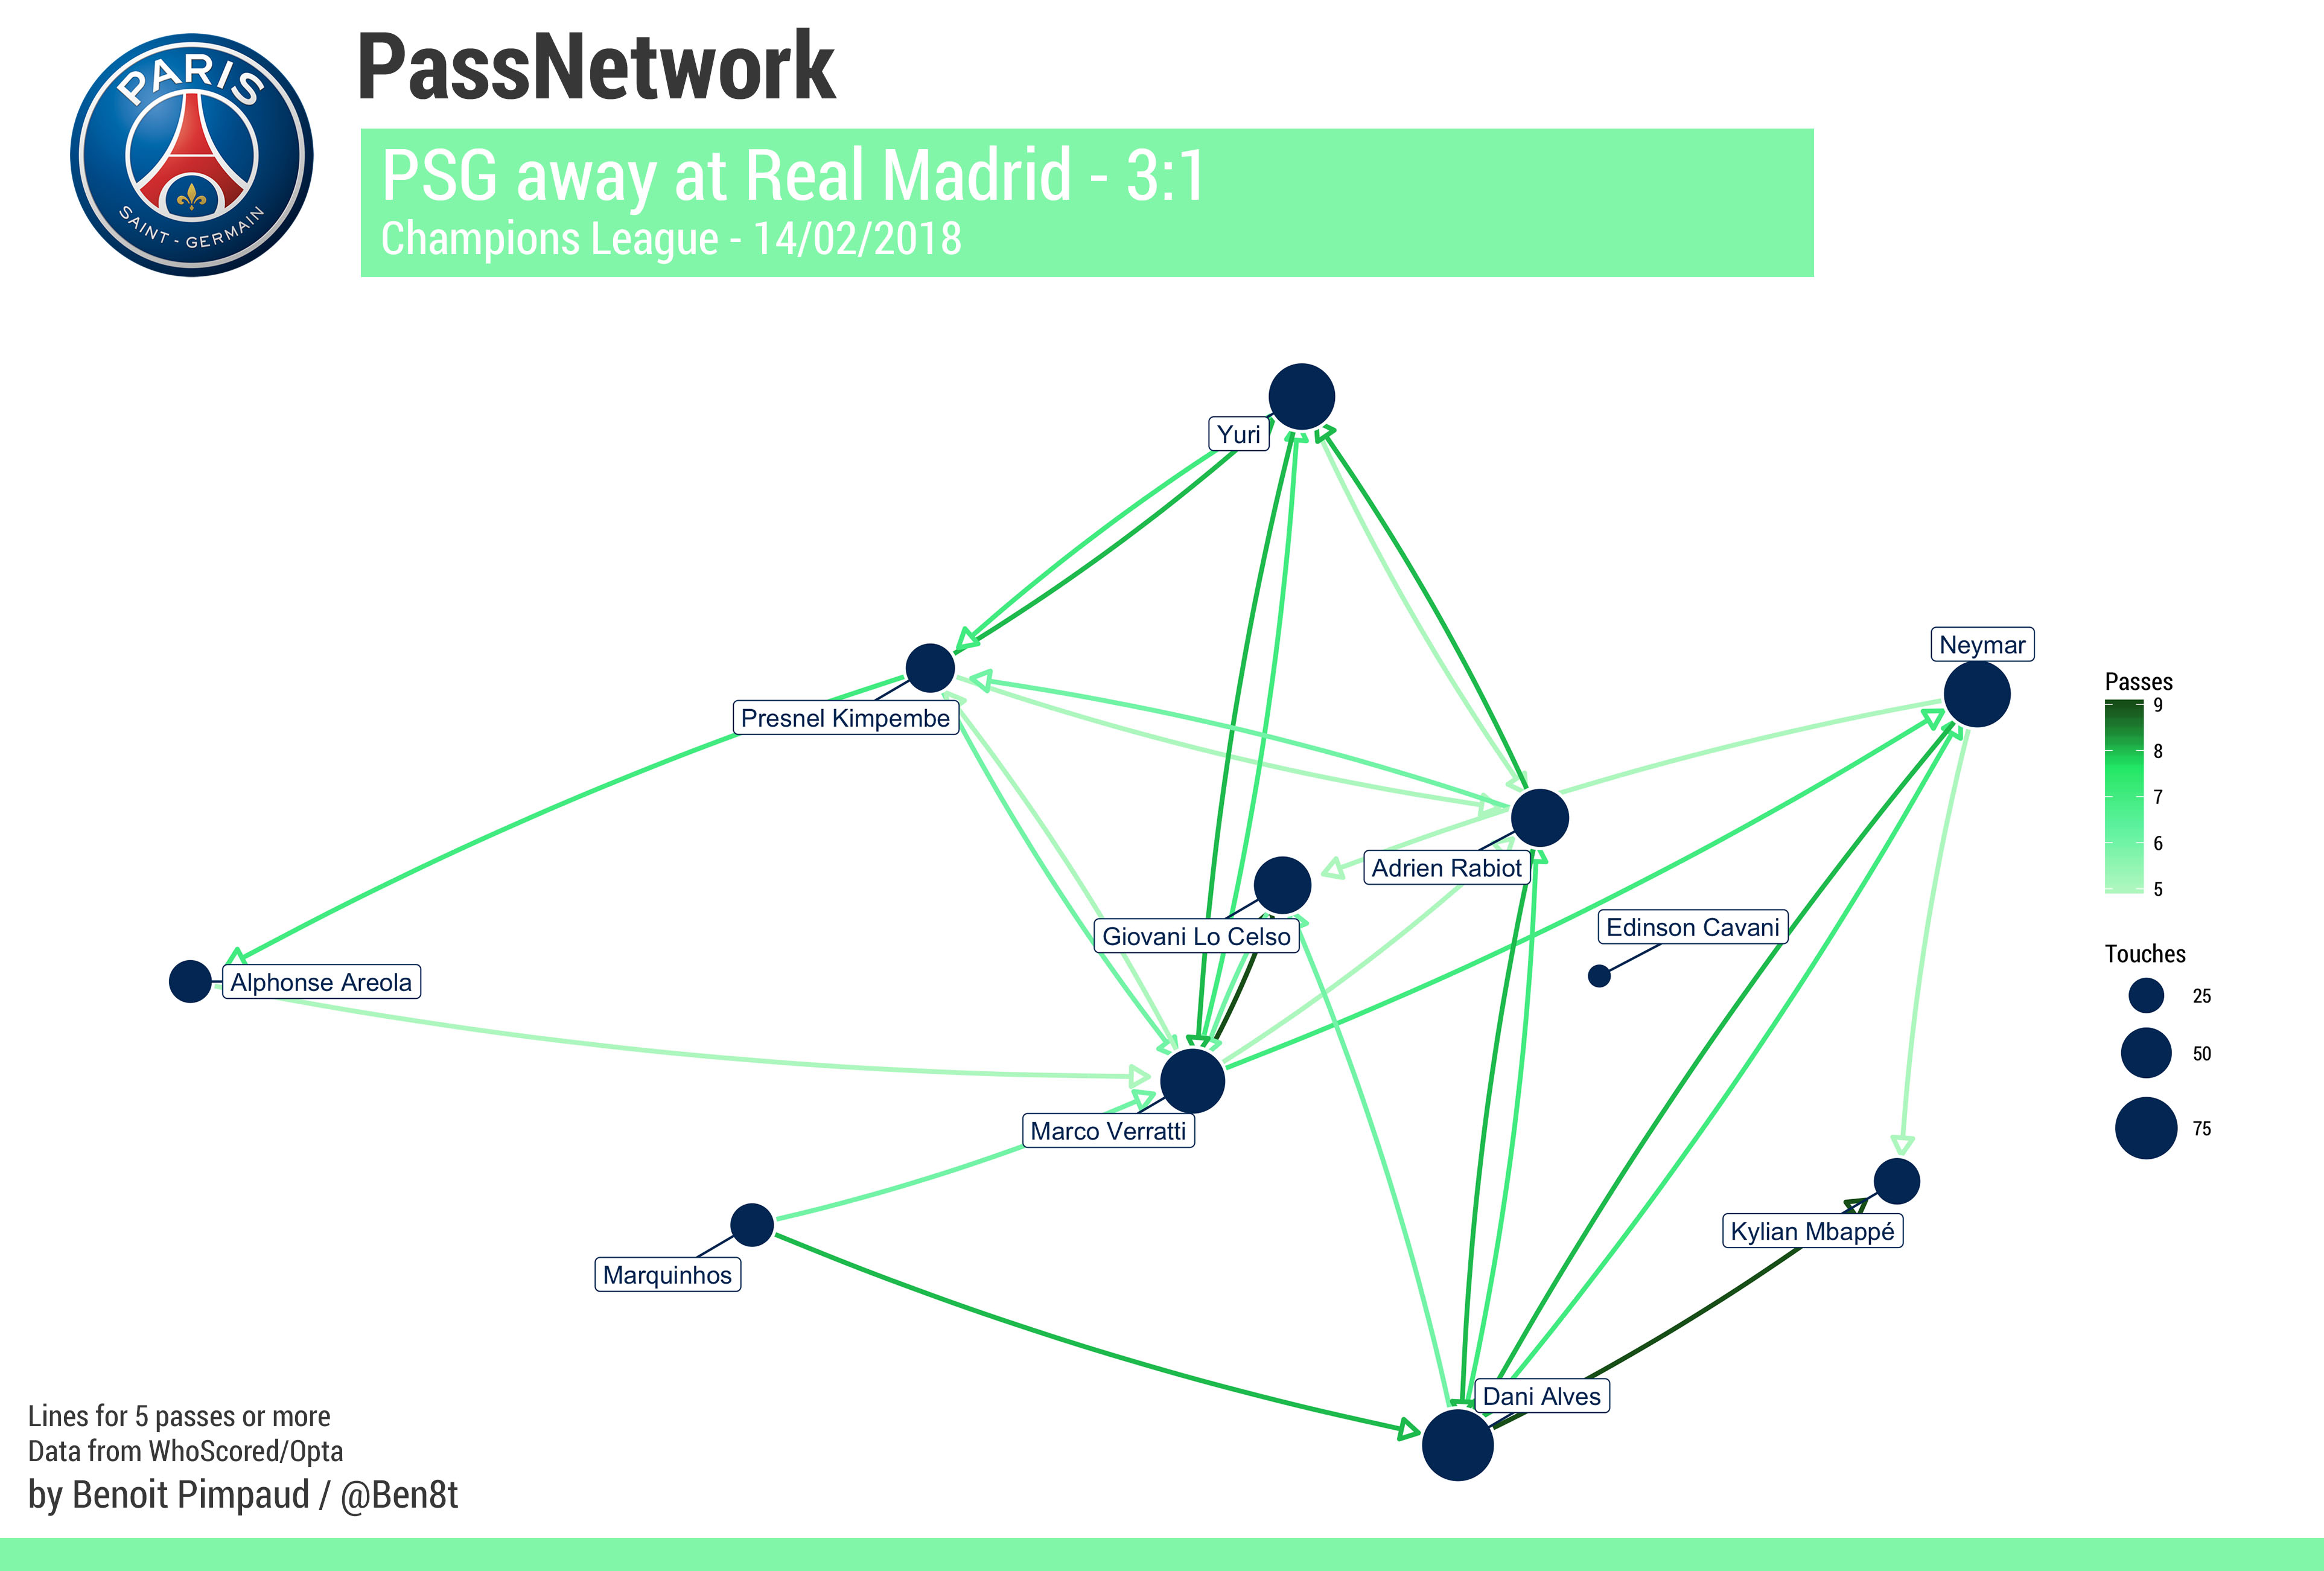 PARIS
SAINT - GERMAIN
PassNetwork
PSG away at Real Madrid - 3:1
Champions League - 14/02/2018
Yuri
Neymar
Presnel Kimpembe
Adrien Rabiot
Giovani Lo Celso
Edinson Cavani
Alphonse Areola
Marco Verratti
Kylian Mbappé
Marquinhos
Dani Alves
Passes
9
8
7
6
5
Touches
25
50
75
Lines for 5 passes or more
Data from WhoScored/Opta
by Benoit Pimpaud / @Ben8t